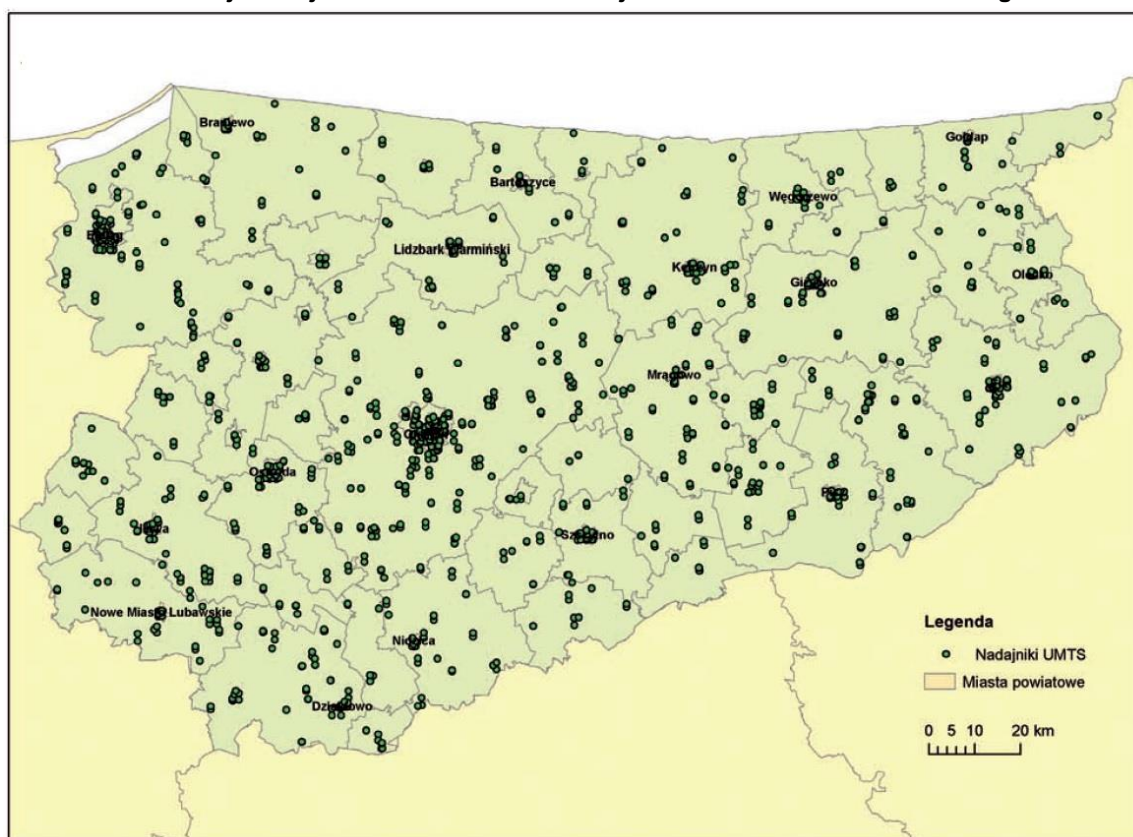 Braniewo
Gołdap
Bartoszyce
Węgorzewo
Lidzbark Warmiński
Kętrzyn
Giżycko
Olecko
Mrągowo
Ostróda
Szczytno
Nowe Miasto Lubawskie
Nidzica
Działdowo
Legenda
Nadajniki UMTS
Miasta powiatowe
0 5 10 20 km